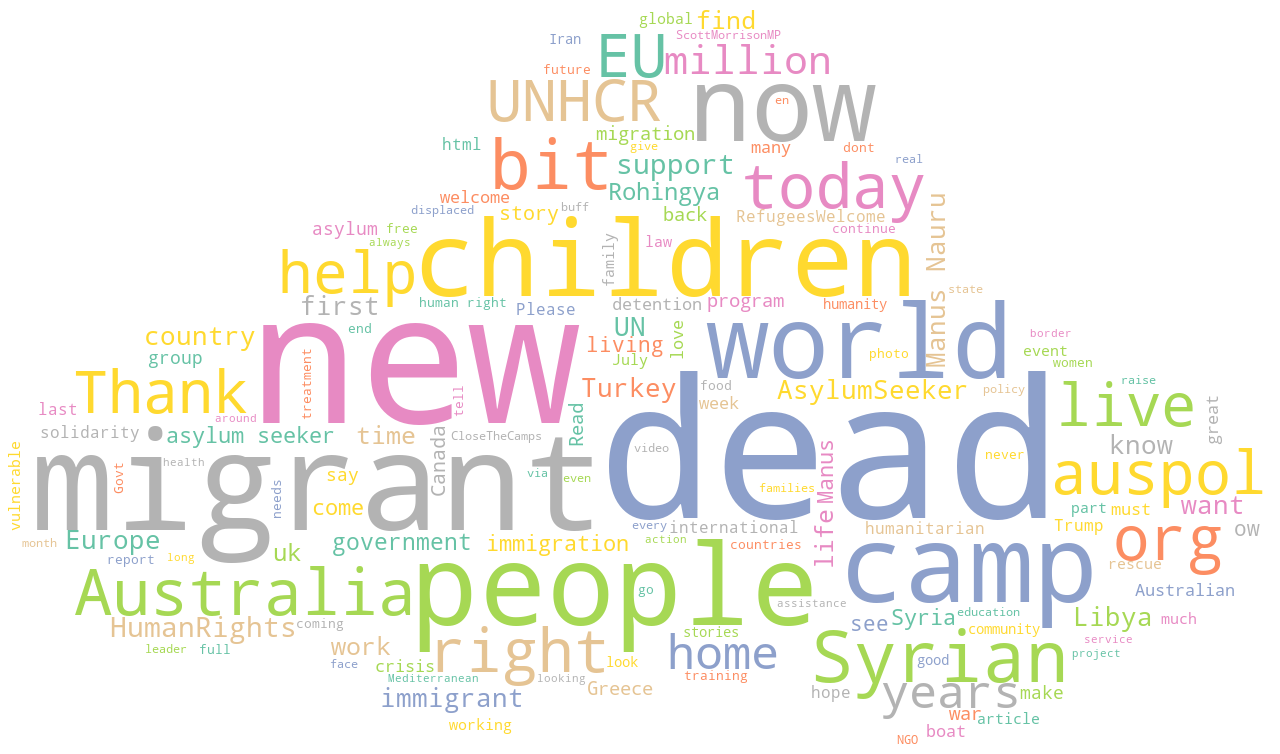 global
find
ScottMorrisonMP
Iran
EU
million
future
UNHCR
now
en
migration
html
give
many
dont
bit
support
real
today
Rohingya
welcome
buff
displaced
story
back
RefugeesWelcome
asylum
free
always
children
law
continue
family
Manus Nauru
help
human right
first
Please
detention
program
humanity
state
new
end
UN
world
country
group
living
love
July
photo
border
event
women
treatment
Thank
Turkey
food
AsylumSeeker
policy
raise
last
around
tell
week
live
great
solidarity
asylum seeker
time
CloseTheCamps
Read
dead
video
know
migrant
Canada
health
via
even
never
vulnerable
Govt
say
needs
families
Manus
auspol
want
come
part
must
Europe
uk
government
immigration
every
international
life
humanitarian
Trump
org
ow
month
report
long
action
countries
camp
rescue
Australia
people
go
assistance
Australian
HumanRights
coming
stories
see
Syria
education
Libya
much
work
right
community
leader
full
face
crisis
look
home
Syrian
good
service
project
Mediterranean
looking
training
immigrant
Greece
hope
years
make
working
war
article
boat
NGO